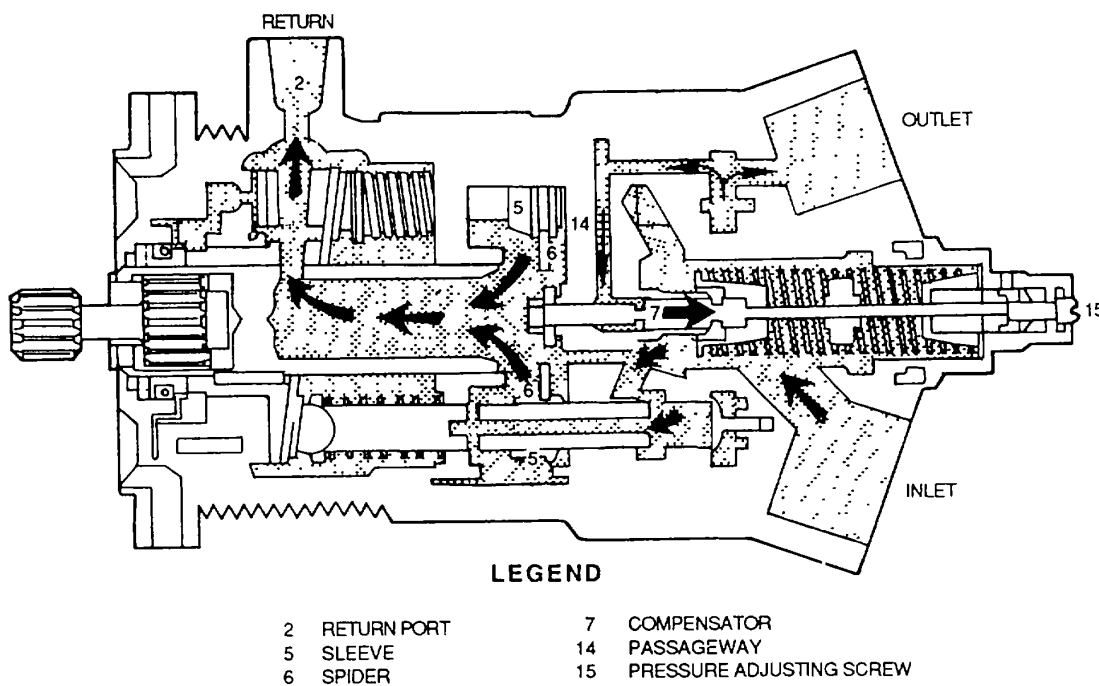 RETURN
2
OUTLET
5
14
6
7
15
6
5
INLET
LEGEND
2 RETURN PORT
5 SLEEVE
6 SPIDER
7 COMPENSATOR
14 PASSAGEWAY
15 PRESSURE ADJUSTING SCREW